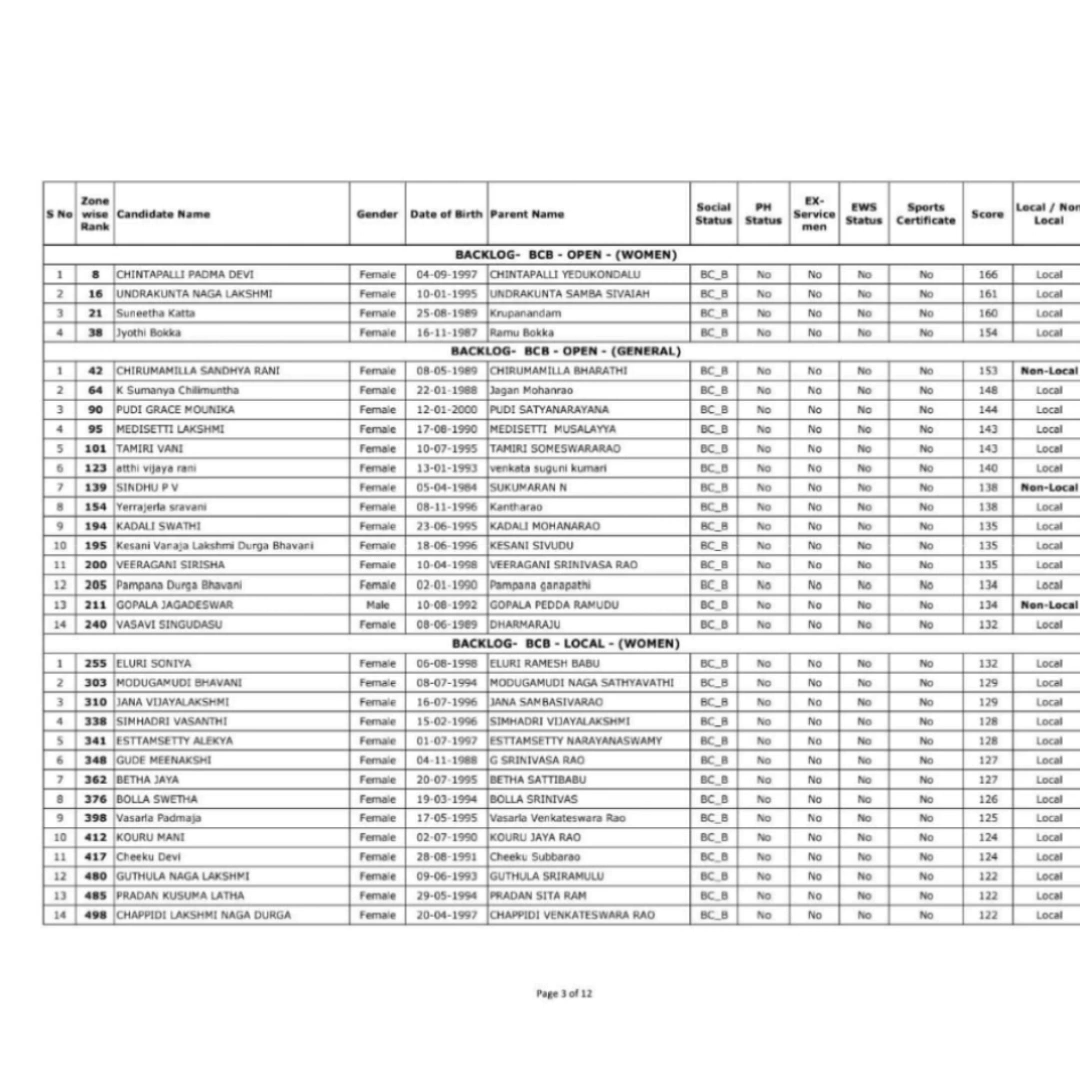 S No Zone wise Rank Candidate Name Gender Date of Birth Parent Name Social Status PH Status EX-Service men EWS Status Sports Certificate Score Local / Non Local
BACKLOG- BCB - OPEN - (WOMEN)
1 8 CHINTAPALLI PADMA DEVI Female 04-09-1997 CHINTAPALLI YEDUKONDALU BC_B No No No No 166 Local
2 16 UNDRAKUNTA NAGA LAKSHMI Female 10-01-1995 UNDRAKUNTA SAMBA SIVAIAH BC_B No No No No 161 Local
3 21 Suneetha Katta Female 25-08-1989 Krupanandam BC_B No No No No 160 Local
4 38 Jyothi Bokka Female 16-11-1987 Ramu Bokka BC_B No No No No 154 Local
BACKLOG- BCB - OPEN - (GENERAL)
1 42 CHIRUMAMILLA SANDHYA RANI Female 08-05-1989 CHIRUMAMILLA BHARATHI BC_B No No No No 153 Non-Local
2 64 K Sumanya Chilimuntha Female 22-01-1988 Jagan Mohanrao BC_B No No No No 148 Local
3 90 PUDI GRACE MOUNIKA Female 12-01-2000 PUDI SATYANARAYANA BC_B No No No No 144 Local
4 95 MEDISETTI LAKSHMI Female 17-08-1990 MEDISETTI MUSALAYYA BC_B No No No No 143 Local
5 101 TAMIRI VANI Female 10-07-1995 TAMIRI SOMESWARARAO BC_B No No No No 143 Local
6 123 atthi vijaya rani Female 13-01-1993 venkata suguni kumari BC_B No No No No 140 Local
7 139 SINDHU P V Female 05-04-1984 SUKUMARAN N BC_B No No No No 138 Non-Local
8 154 Yerrajerla sravani Female 08-11-1996 Kantharao BC_B No No No No 138 Local
9 194 KADALI SWATHI Female 23-06-1995 KADALI MOHANARAO BC_B No No No No 135 Local
10 195 Kesani Vanaja Lakshmi Durga Bhavani Female 18-06-1996 KESANI SIVUDU BC_B No No No No 135 Local
11 200 VEERAGANI SIRISHA Female 10-04-1998 VEERAGANI SRINIVASA RAO BC_B No No No No 135 Local
12 205 Pampana Durga Bhavani Female 02-01-1990 Pampana ganapathi BC_B No No No No 134 Local
13 211 GOPALA JAGADESWAR Male 10-08-1992 GOPALA PEDDA RAMUDU BC_B No No No No 134 Non-Local
14 240 VASAVI SINGUDASU Female 08-06-1989 DHARMARAJU BC_B No No No No 132 Local
BACKLOG- BCB - LOCAL - (WOMEN)
1 255 ELURI SONIYA Female 06-08-1998 ELURI RAMESH BABU BC_B No No No No 132 Local
2 303 MODUGAMUDI BHAVANI Female 08-07-1994 MODUGAMUDI NAGA SATHYAVATHI BC_B No No No No 129 Local
3 310 JANA VIJAYALAKSHMI Female 16-07-1996 JANA SAMBASIVARAO BC_B No No No No 129 Local
4 338 SIMHADRI VASANTHI Female 15-02-1996 SIMHADRI VIJAYALAKSHMI BC_B No No No No 128 Local
5 341 ESTTAMSETTY ALEKYA Female 01-07-1997 ESTTAMSETTY NARAYANASWAMY BC_B No No No No 128 Local
6 348 GUDE MEENAKSHI Female 04-11-1988 G SRINIVASA RAO BC_B No No No No 127 Local
7 362 BETHA JAYA Female 20-07-1995 BETHA SATTIBABU BC_B No No No No 127 Local
8 376 BOLLA SWETHA Female 19-03-1994 BOLLA SRINIVAS BC_B No No No No 126 Local
9 398 Vasarla Padmaja Female 17-05-1995 Vasarla Venkateswara Rao BC_B No No No No 125 Local
10 412 KOURU MANI Female 02-07-1990 KOURU JAYA RAO BC_B No No No No 124 Local
11 417 Cheeku Devi Female 28-08-1991 Cheeku Subbarao BC_B No No No No 124 Local
12 480 GUTHULA NAGA LAKSHMI Female 09-06-1993 GUTHULA SRIRAMULU BC_B No No No No 122 Local
13 485 PRADAN KUSUMA LATHA Female 29-05-1994 PRADAN SITA RAM BC_B No No No No 122 Local
14 498 CHAPPIDI LAKSHMI NAGA DURGA Female 20-04-1997 CHAPPIDI VENKATESWARA RAO BC_B No No No No 122 Local
Page 3 of 12